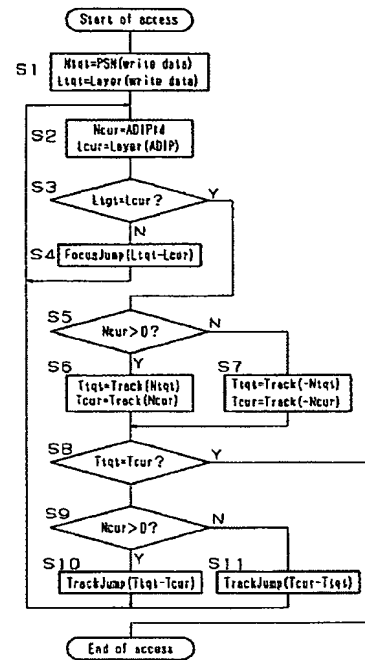 Start of access
S1
Ntgt=PSN(write data)
Ltgt=Layer(write data)
S2
Ncur=ADIP*4
Lcur=Layer(ADIP)
S3
Ltgt=Lcur?
Y
N
S4
FocusJump(Ltgt-Lcur)
S5
Ncur>0?
N
Y
S6
Ttgt=Track(Ntgt)
Tcur=Track(Ncur)
S7
Ttgt=Track(-Ntgt)
Tcur=Track(-Ncur)
S8
Ttgt=Tcur?
Y
S9
Ncur>0?
N
Y
S10
TrackJump(Ttgt-Tcur)
S11
TrackJump(Tcur-Ttgt)
End of access